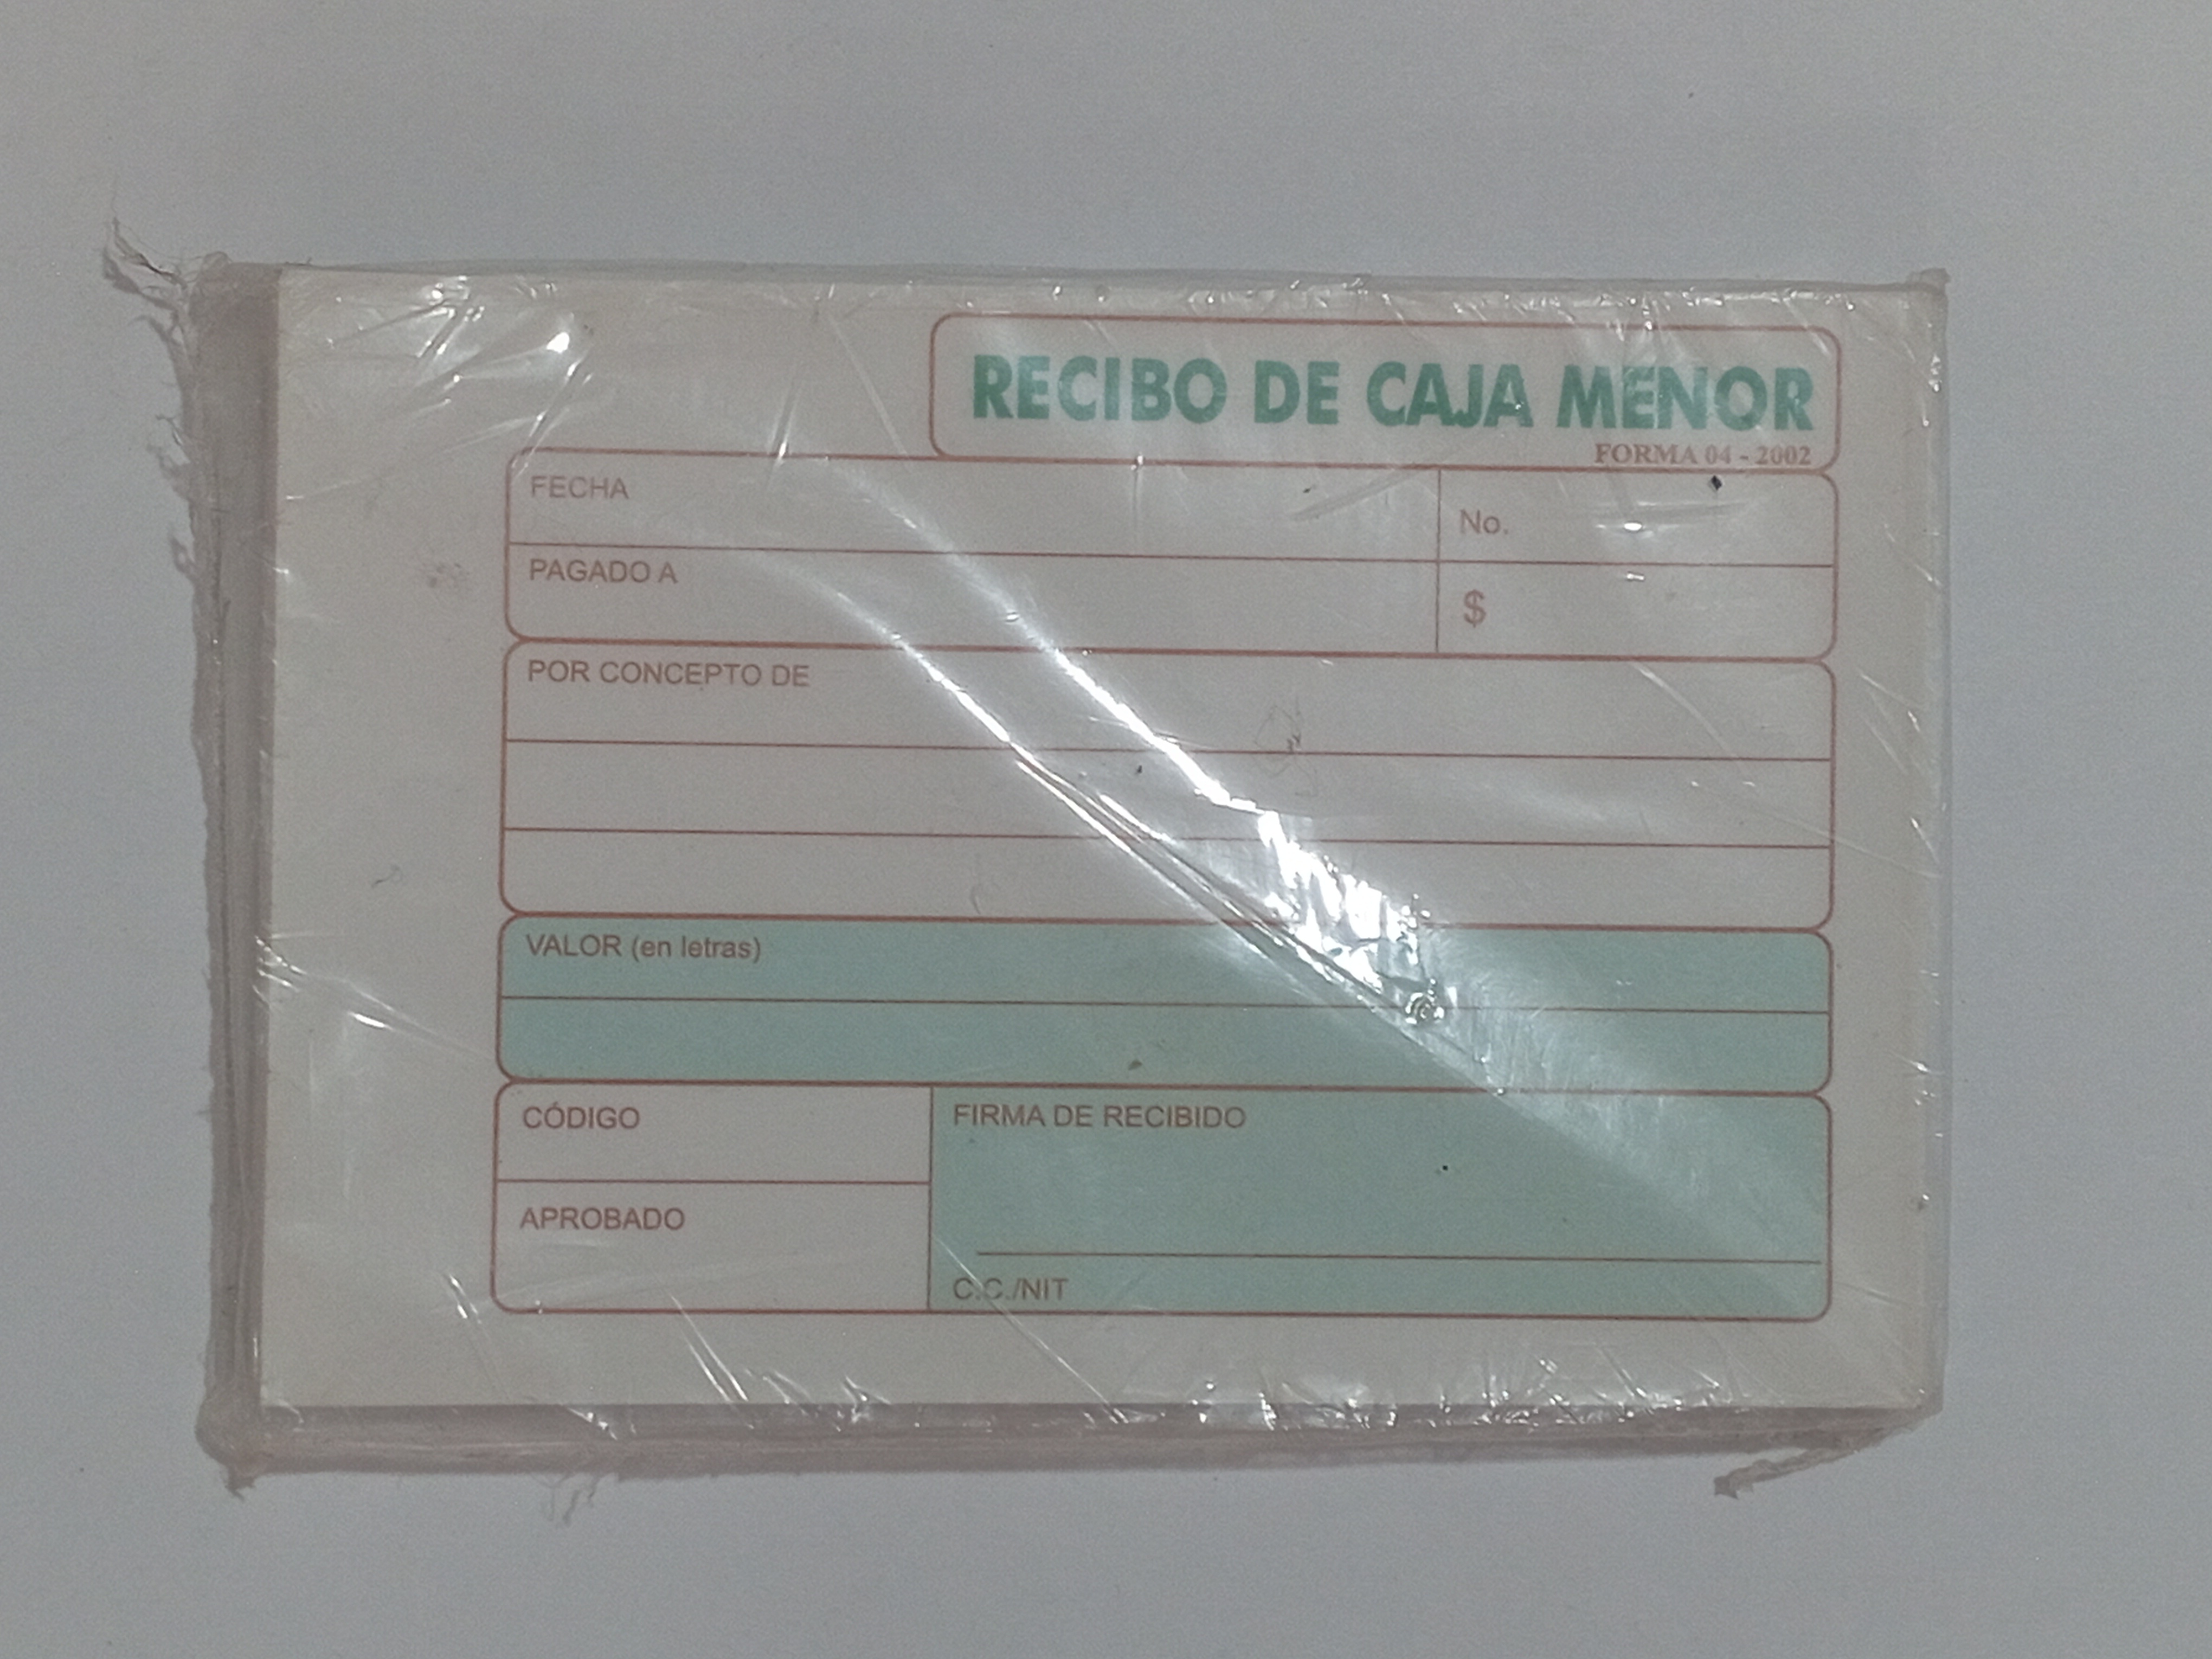 RECIBO DE CAJA MENOR
FORMA 04 - 2002
FECHA
No.
PAGADO A
$
POR CONCEPTO DE
VALOR (en letras)
CÓDIGO
FIRMA DE RECIBIDO
APROBADO
C.C./NIT